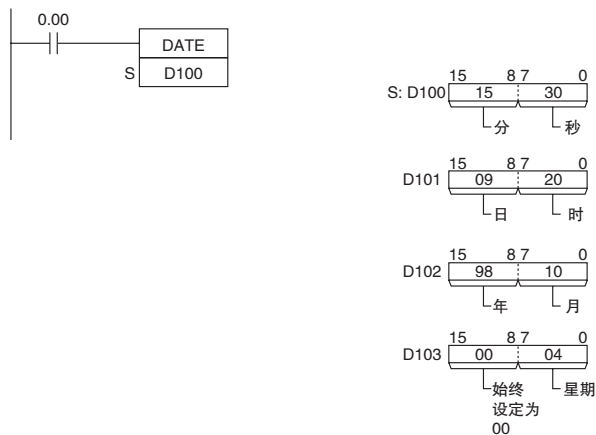 0.00
DATE
S D100
15 8 7 0
S: D100 15 30
分 秒
15 8 7 0
D101 09 20
日 时
15 8 7 0
D102 98 10
年 月
15 8 7 0
D103 00 04
始终 星期
设定为
00